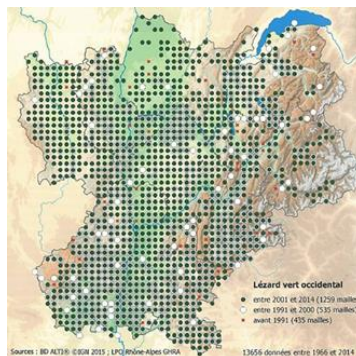 Lézard vert occidental
entre 2001 et 2014 (1259 mailles)
entre 1991 et 2000 (535 mailles)
avant 1991 (435 mailles)
Sources : BD ALTI® ©IGN 2015 ; LPO Rhône-Alpes GHRA
13656 données entre 1966 et 2014